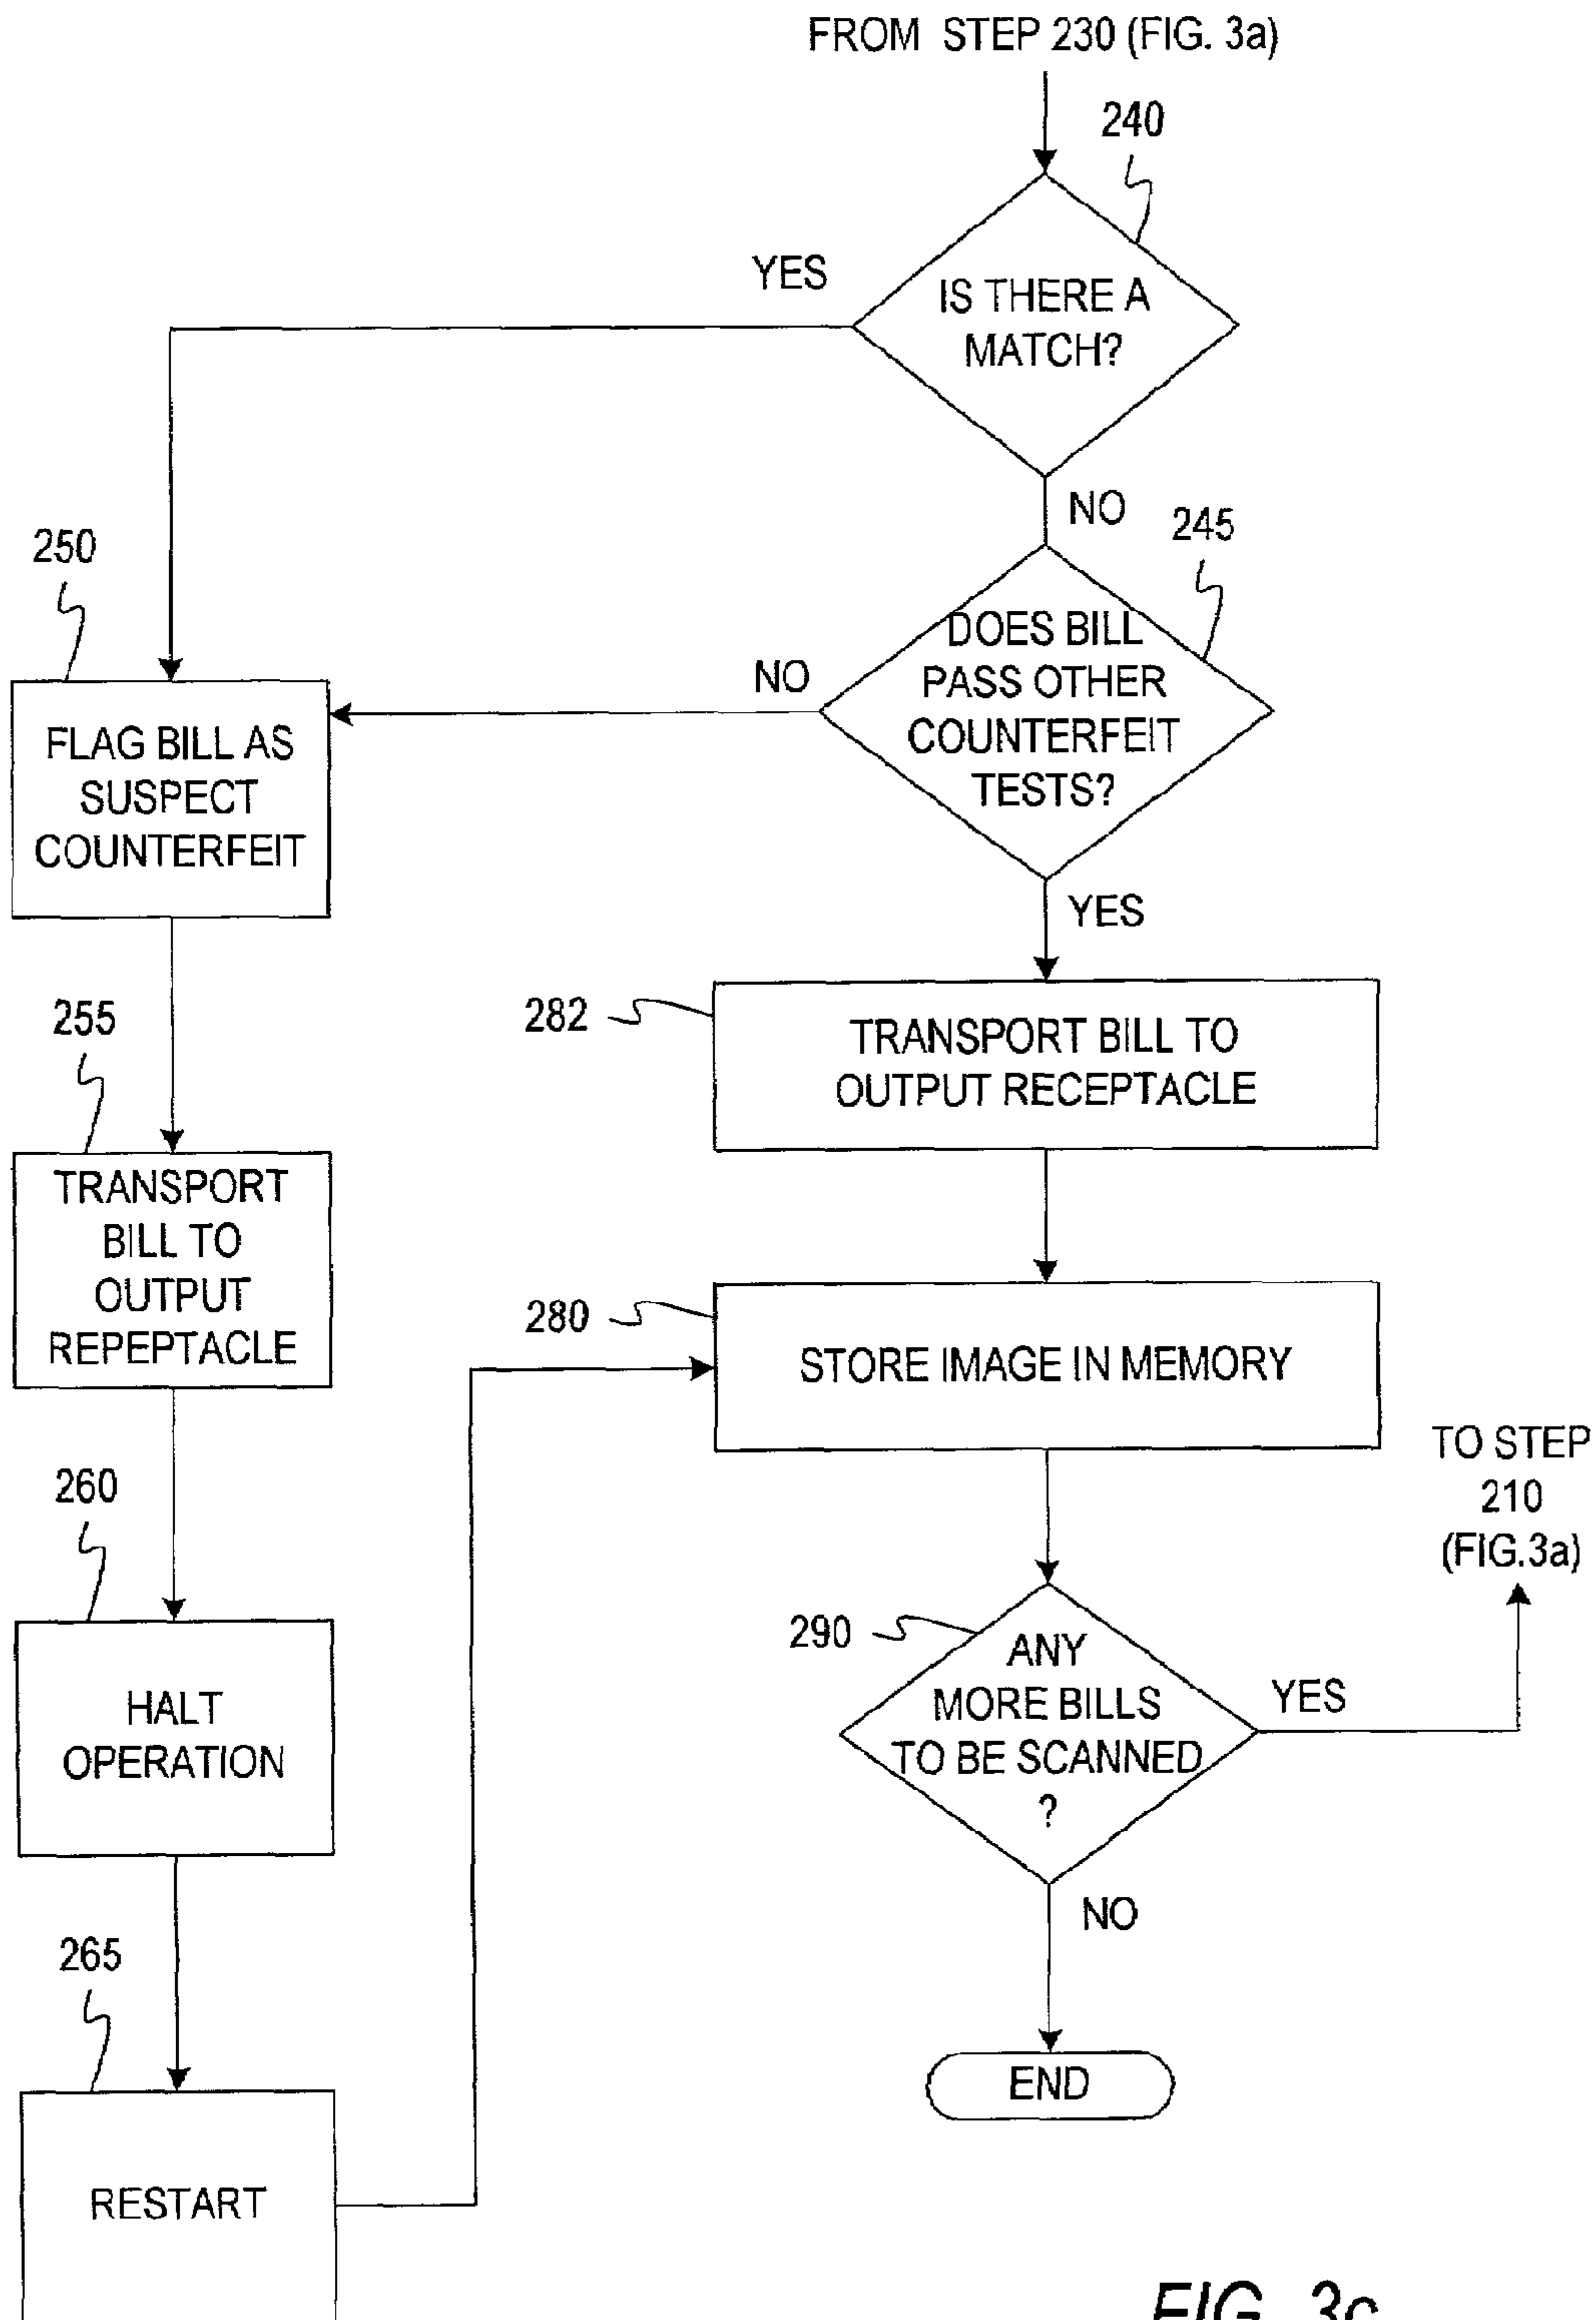 FROM STEP 230 (FIG. 3a)
240
YES
IS THERE A
MATCH?
NO
245
250
DOES BILL
PASS OTHER
COUNTERFEIT
TESTS?
NO
FLAG BILL AS
SUSPECT
COUNTERFEIT
YES
255
282
TRANSPORT BILL TO
OUTPUT RECEPTACLE
TRANSPORT
BILL TO
OUTPUT
REPEPTACLE
280
STORE IMAGE IN MEMORY
TO STEP
210
(FIG.3a)
260
290
ANY
MORE BILLS
TO BE SCANNED
?
YES
HALT
OPERATION
NO
265
END
RESTART
FIG. 3c